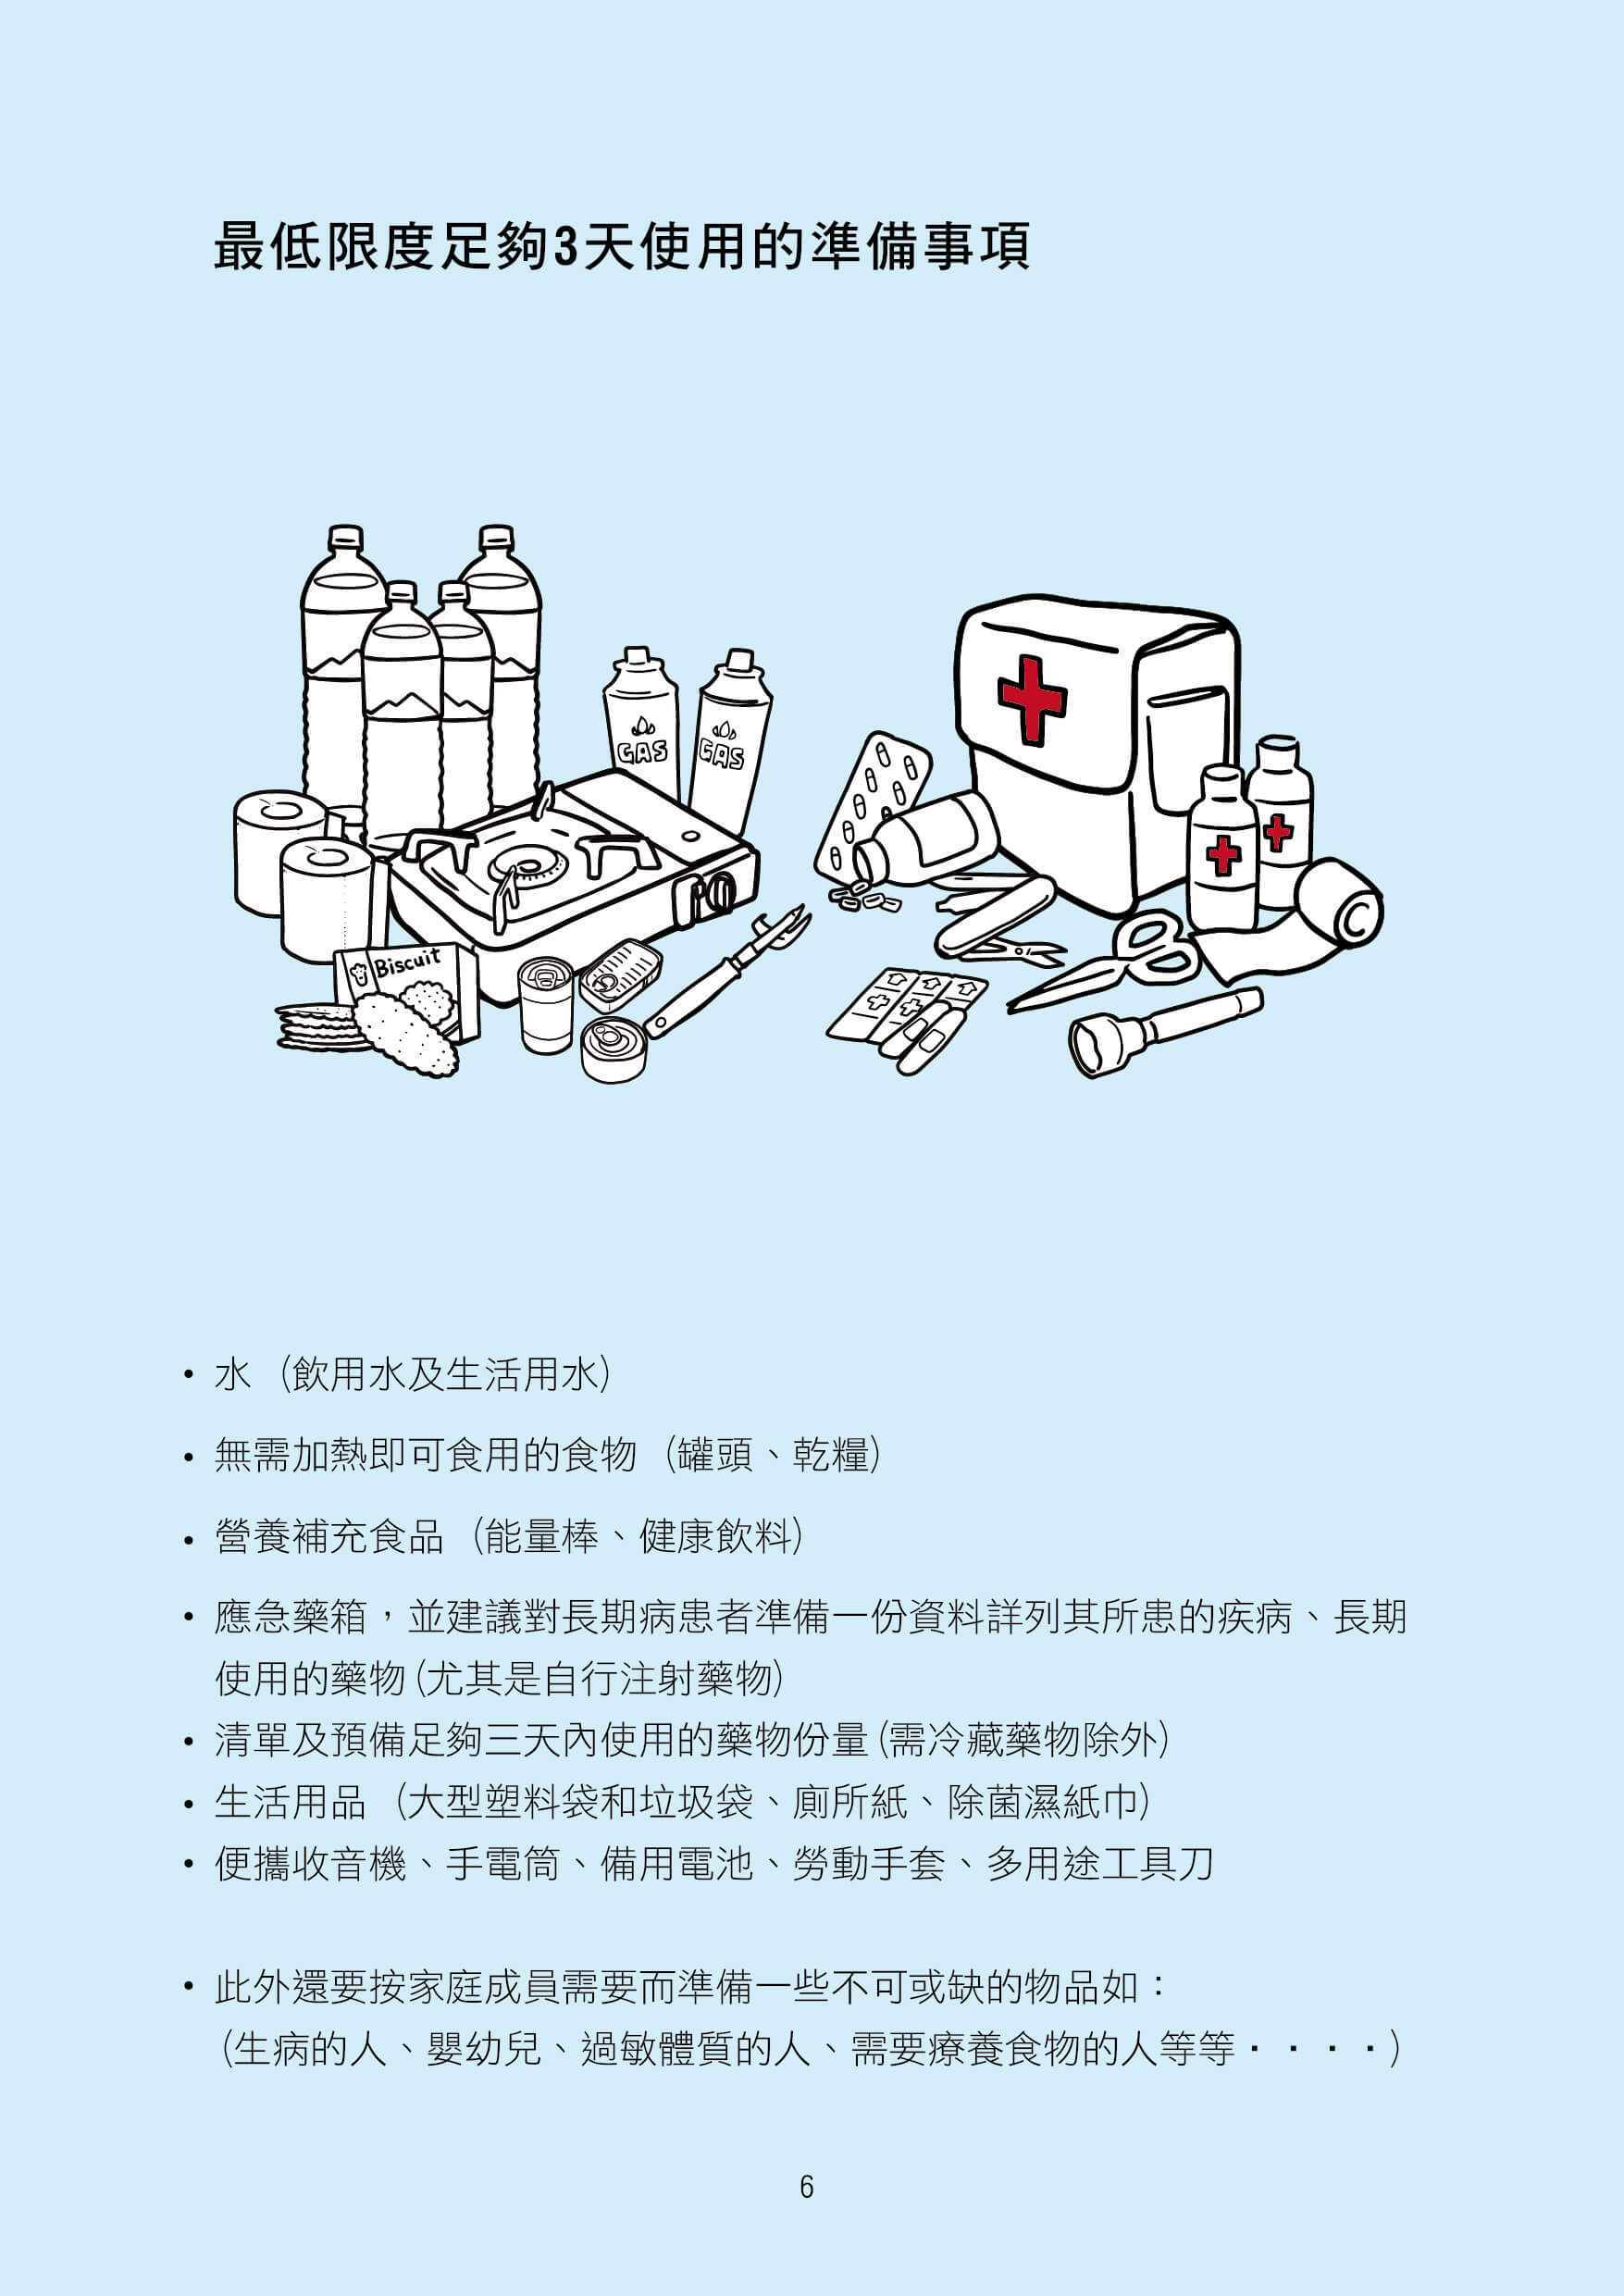 最低限度足夠3天使用的準備事項
GAS
GAS
Biscuit
• 水（飲用水及生活用水）
• 無需加熱即可食用的食物（罐頭、乾糧）
• 營養補充食品（能量棒、健康飲料）
• 應急藥箱，並建議對長期病患者準備一份資料詳列其所患的疾病、長期
使用的藥物(尤其是自行注射藥物)
• 清單及預備足夠三天內使用的藥物份量(需冷藏藥物除外)
• 生活用品（大型塑料袋和垃圾袋、廁所紙、除菌濕紙巾）
• 便攜收音機、手電筒、備用電池、勞動手套、多用途工具刀
• 此外還要按家庭成員需要而準備一些不可或缺的物品如：
（生病的人、嬰幼兒、過敏體質的人、需要療養食物的人等等・・・・）
6